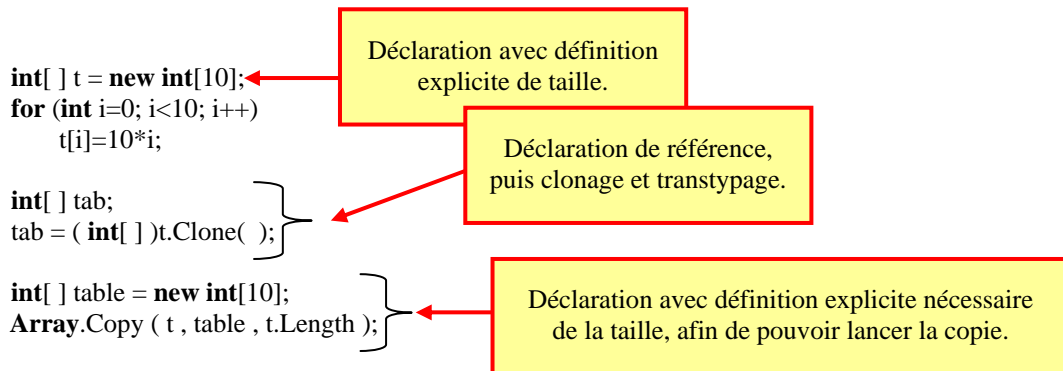 int[ ] t = new int[10];
for (int i=0; i<10; i++)
t[i]=10*i;
Déclaration avec définition
explicite de taille.
int[ ] tab;
tab = ( int[ ] )t.Clone(  );
Déclaration de référence,
puis clonage et transtypage.
int[ ] table = new int[10];
Array.Copy ( t , table , t.Length );
Déclaration avec définition explicite nécessaire
de la taille, afin de pouvoir lancer la copie.